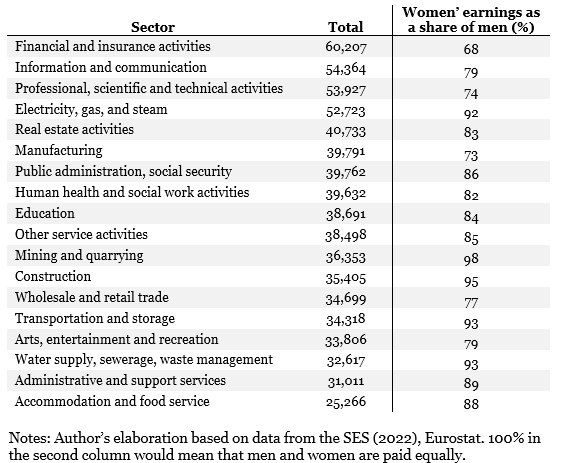 Sector Total Women' earnings as a share of men (%)
Financial and insurance activities 60,207 68
Information and communication 54,364 79
Professional, scientific and technical activities 53,927 74
Electricity, gas, and steam 52,723 92
Real estate activities 40,733 83
Manufacturing 39,791 73
Public administration, social security 39,762 86
Human health and social work activities 39,632 82
Education 38,691 84
Other service activities 38,498 85
Mining and quarrying 36,353 98
Construction 35,405 95
Wholesale and retail trade 34,699 77
Transportation and storage 34,318 93
Arts, entertainment and recreation 33,806 79
Water supply, sewerage, waste management 32,617 93
Administrative and support services 31,011 89
Accommodation and food service 25,266 88
Notes: Author's elaboration based on data from the SES (2022), Eurostat. 100% in
the second column would mean that men and women are paid equally.